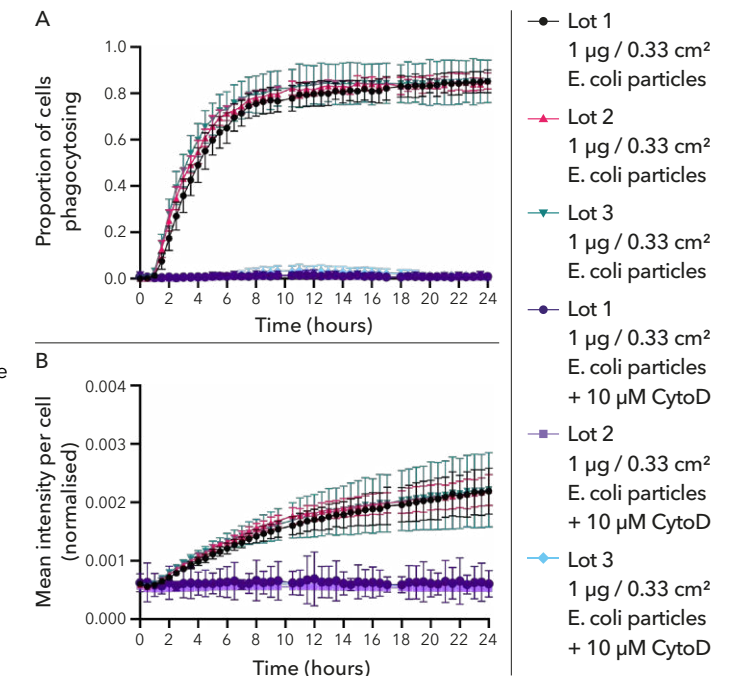 A
Proportion of cells
phagocytosing
1.0
0.8
0.6
0.4
0.2
0.0
0 2 4 6 8 10 12 14 16 18 20 22 24
Time (hours)
e
B
Mean intensity per cell
(normalised)
0.004
0.003
0.002
0.001
0.000
0 2 4 6 8 10 12 14 16 18 20 22 24
Time (hours)
Lot 1
1 µg / 0.33 cm²
E. coli particles
Lot 2
1 µg / 0.33 cm²
E. coli particles
Lot 3
1 µg / 0.33 cm²
E. coli particles
Lot 1
1 µg / 0.33 cm²
E. coli particles
+ 10 µM CytoD
Lot 2
1 µg / 0.33 cm²
E. coli particles
+ 10 µM CytoD
Lot 3
1 µg / 0.33 cm²
E. coli particles
+ 10 µM CytoD